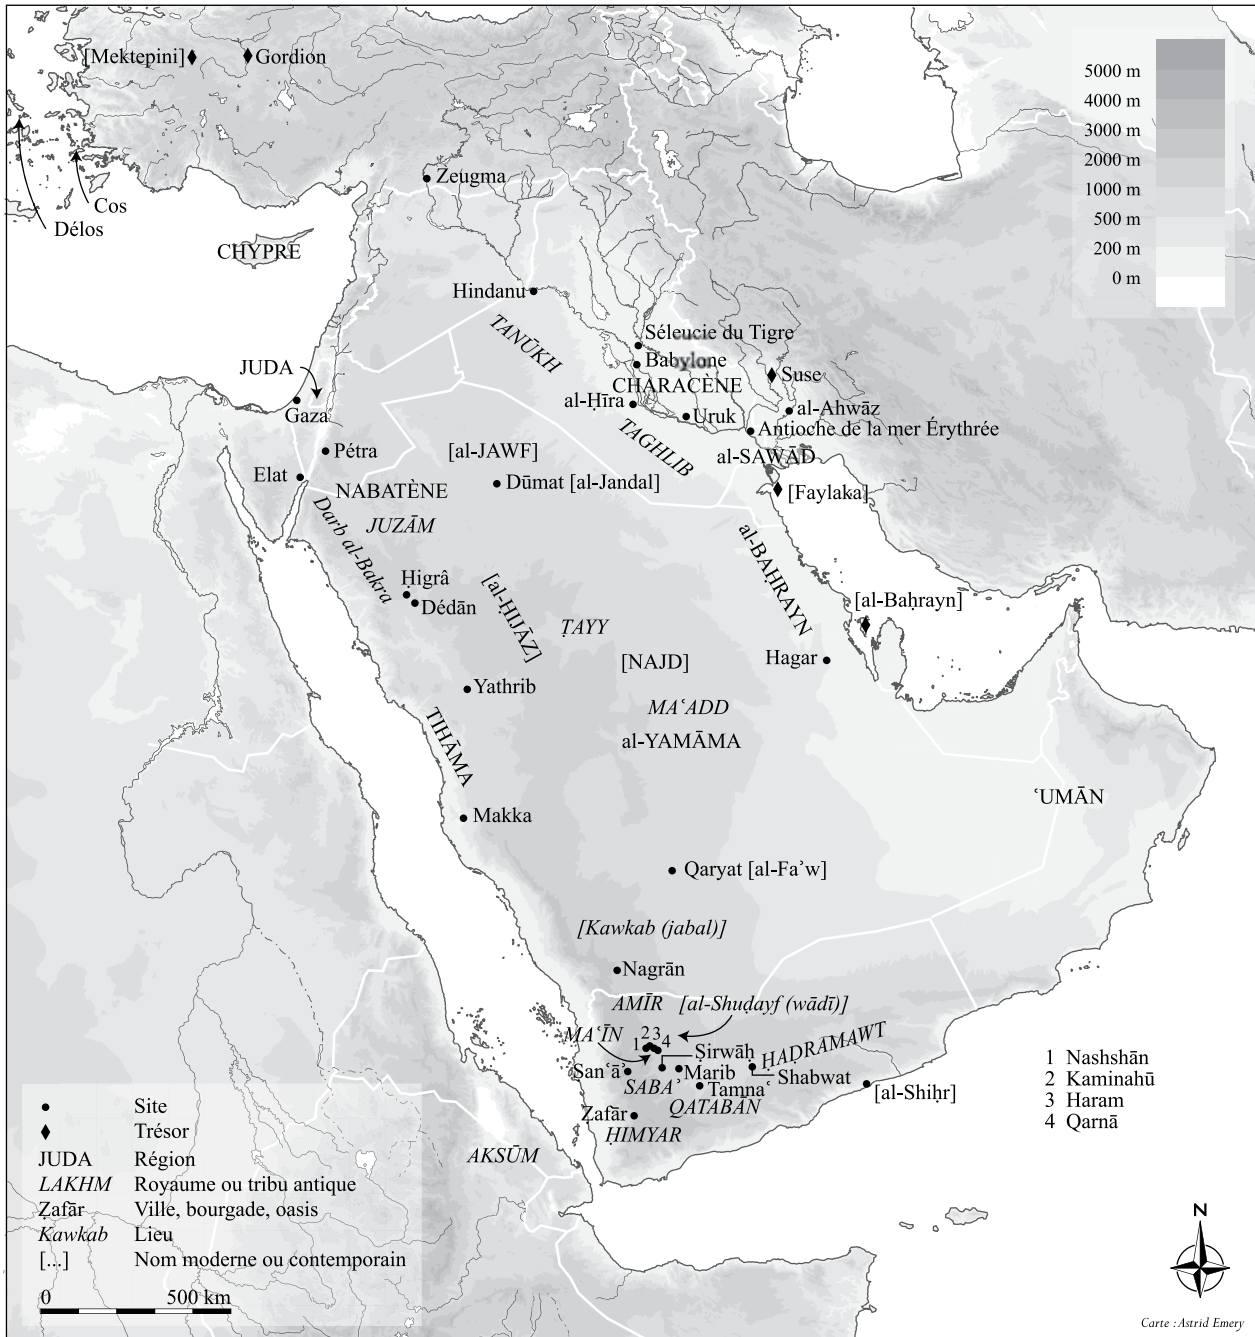 [Mektepini]
Gordion
5000 m
4000 m
3000 m
2000 m
1000 m
500 m
200 m
0 m
Zeugma
Cos
Délos
CHYPRE
Hindanu
TANŪKH
Séleucie du Tigre
Babylone
JUDA
CHARACÈNE
Suse
al-Ḥīra
al-Ahwāz
Gaza
Uruk
Antioche de la mer Érythrée
TAGHLIB
Pétra
[al-JAWF]
al-SAWĀD
Elat
Dūmat [al-Jandal]
NABATÈNE
[Faylaka]
JUZĀM
Darb al-Bakra
al-BAḤRAYN
Ḥigrâ
Dédān
[al-ḤIJĀZ]
[al-Baḥrayn]
ṬAYY
[NAJD]
Hagar
Yathrib
MAʿADD
TIHĀMA
al-YAMĀMA
ʿUMĀN
Makka
Qaryat [al-Faʾw]
[Kawkab (jabal)]
Nagrān
AMĪR
[al-Shuḍayf (wādī)]
MAʿĪN
2 3
1 4
Ṣirwāḥ
ḤAḌRAMAWT
Sanʿāʾ
Marib
Shabwat
SABAʾ
Tamnaʿ
[al-Shiḥr]
QATABĀN
Ẓafār
ḤIMYAR
AKSŪM
1 Nashshān
2 Kaminahū
3 Haram
4 Qarnā
Site
Trésor
JUDA Région
LAKHM Royaume ou tribu antique
Ẓafār Ville, bourgade, oasis
Kawkab Lieu
[...] Nom moderne ou contemporain
0 500 km
N
Carte : Astrid Emery